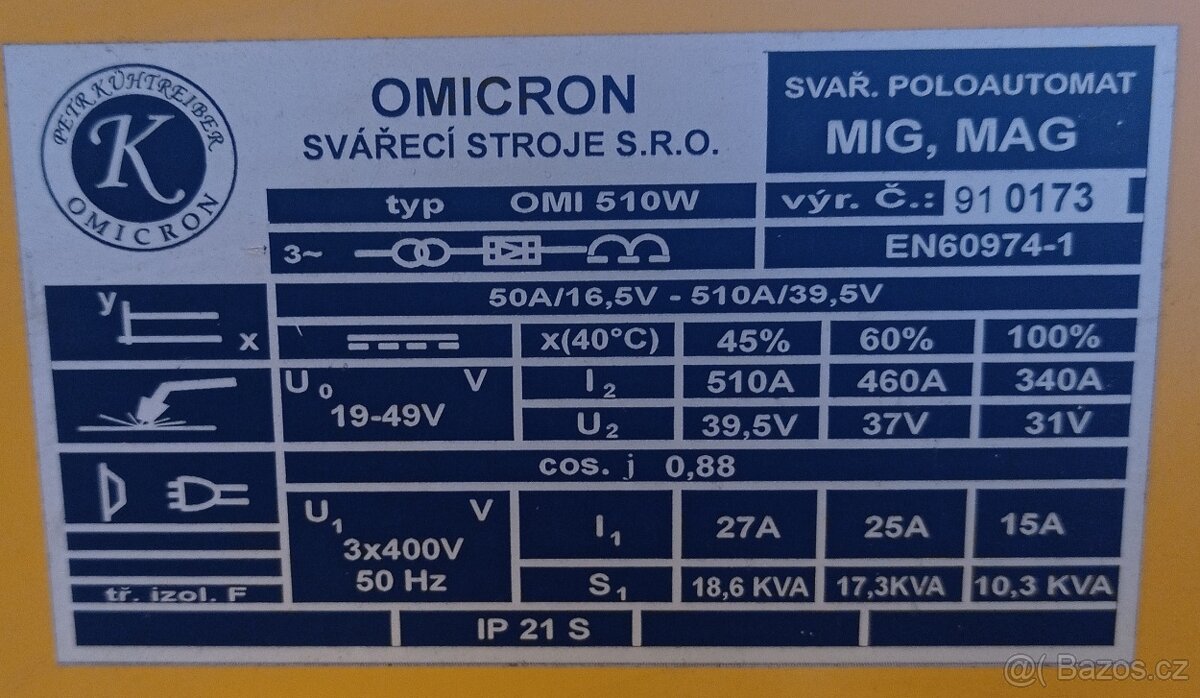 PETR KÜHTREIBER
K
OMICRON
OMICRON
SVÁŘECÍ STROJE S.R.O.
SVAŘ. POLOAUTOMAT
MIG, MAG
typ OMI 510W
výr. Č.: 91 0173
3~
EN60974-1
50A/16,5V - 510A/39,5V
y
x
x(40°C) 45% 60% 100%
U0 V
19-49V
I2 510A 460A 340A
U2 39,5V 37V 31V
cos. j 0,88
U1 V
3x400V
50 Hz
I1 27A 25A 15A
S1 18,6 KVA 17,3KVA 10,3 KVA
tř. izol. F
IP 21 S
@( Bazos.cz